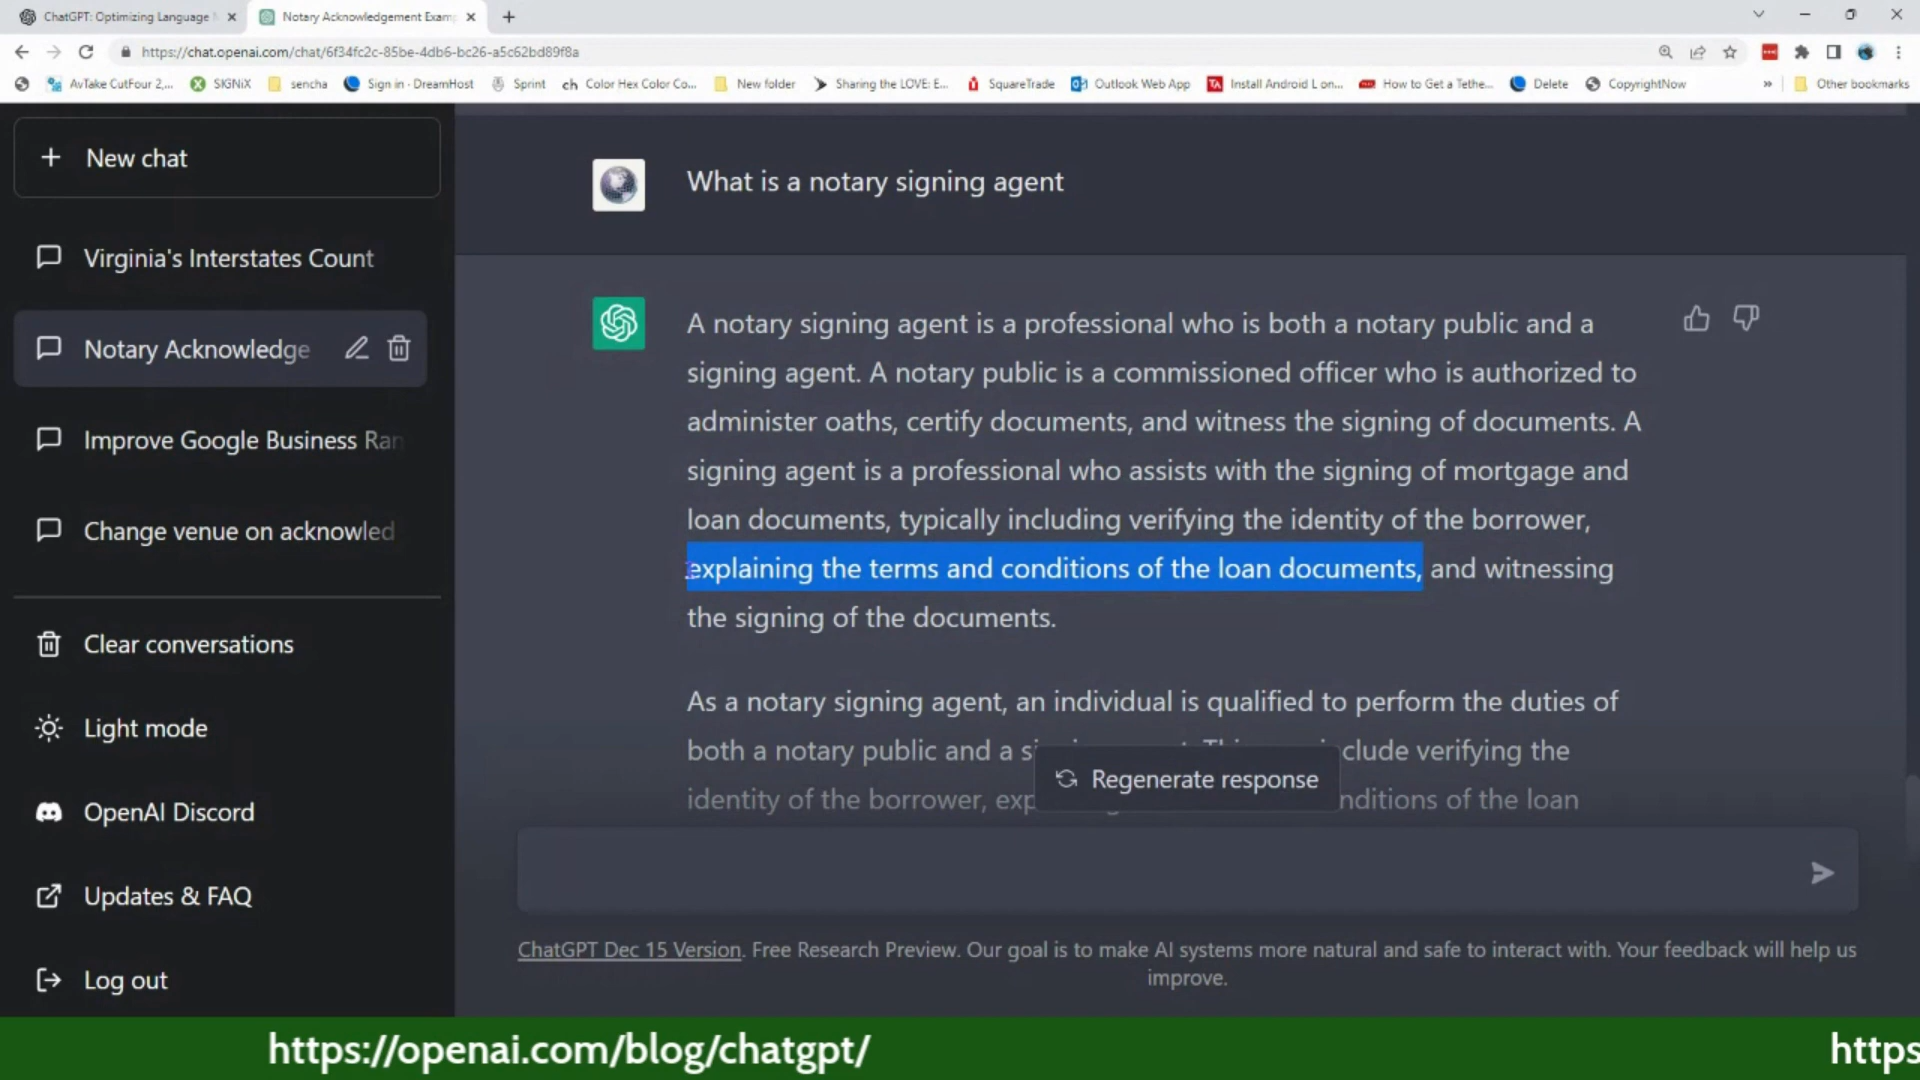 ChatGPT: Optimizing Language
Notary Acknowledgement Exam
https://chat.openai.com/chat/6f34fc2c-85be-4db6-bc26-a5c62bd89f8a
AvTake CutFour 2,...
SIGNiX
sencha
Sign in · DreamHost
Sprint
ch Color Hex Color Co...
New folder
Sharing the LOVE: E...
SquareTrade
Outlook Web App
TA Install Android L on...
How to Get a Tethe...
Delete
CopyrightNow
»
Other bookmarks
+ New chat
Virginia's Interstates Count
Notary Acknowledge
Improve Google Business Ran
Change venue on acknowled
Clear conversations
Light mode
OpenAI Discord
Updates & FAQ
Log out
What is a notary signing agent
A notary signing agent is a professional who is both a notary public and a
signing agent. A notary public is a commissioned officer who is authorized to
administer oaths, certify documents, and witness the signing of documents. A
signing agent is a professional who assists with the signing of mortgage and
loan documents, typically including verifying the identity of the borrower,
explaining the terms and conditions of the loan documents, and witnessing
the signing of the documents.
As a notary signing agent, an individual is qualified to perform the duties of
both a notary public and a clude verifying the
identity of the borrower, exp nditions of the loan
Regenerate response
ChatGPT Dec 15 Version. Free Research Preview. Our goal is to make AI systems more natural and safe to interact with. Your feedback will help us
improve.
https://openai.com/blog/chatgpt/
https